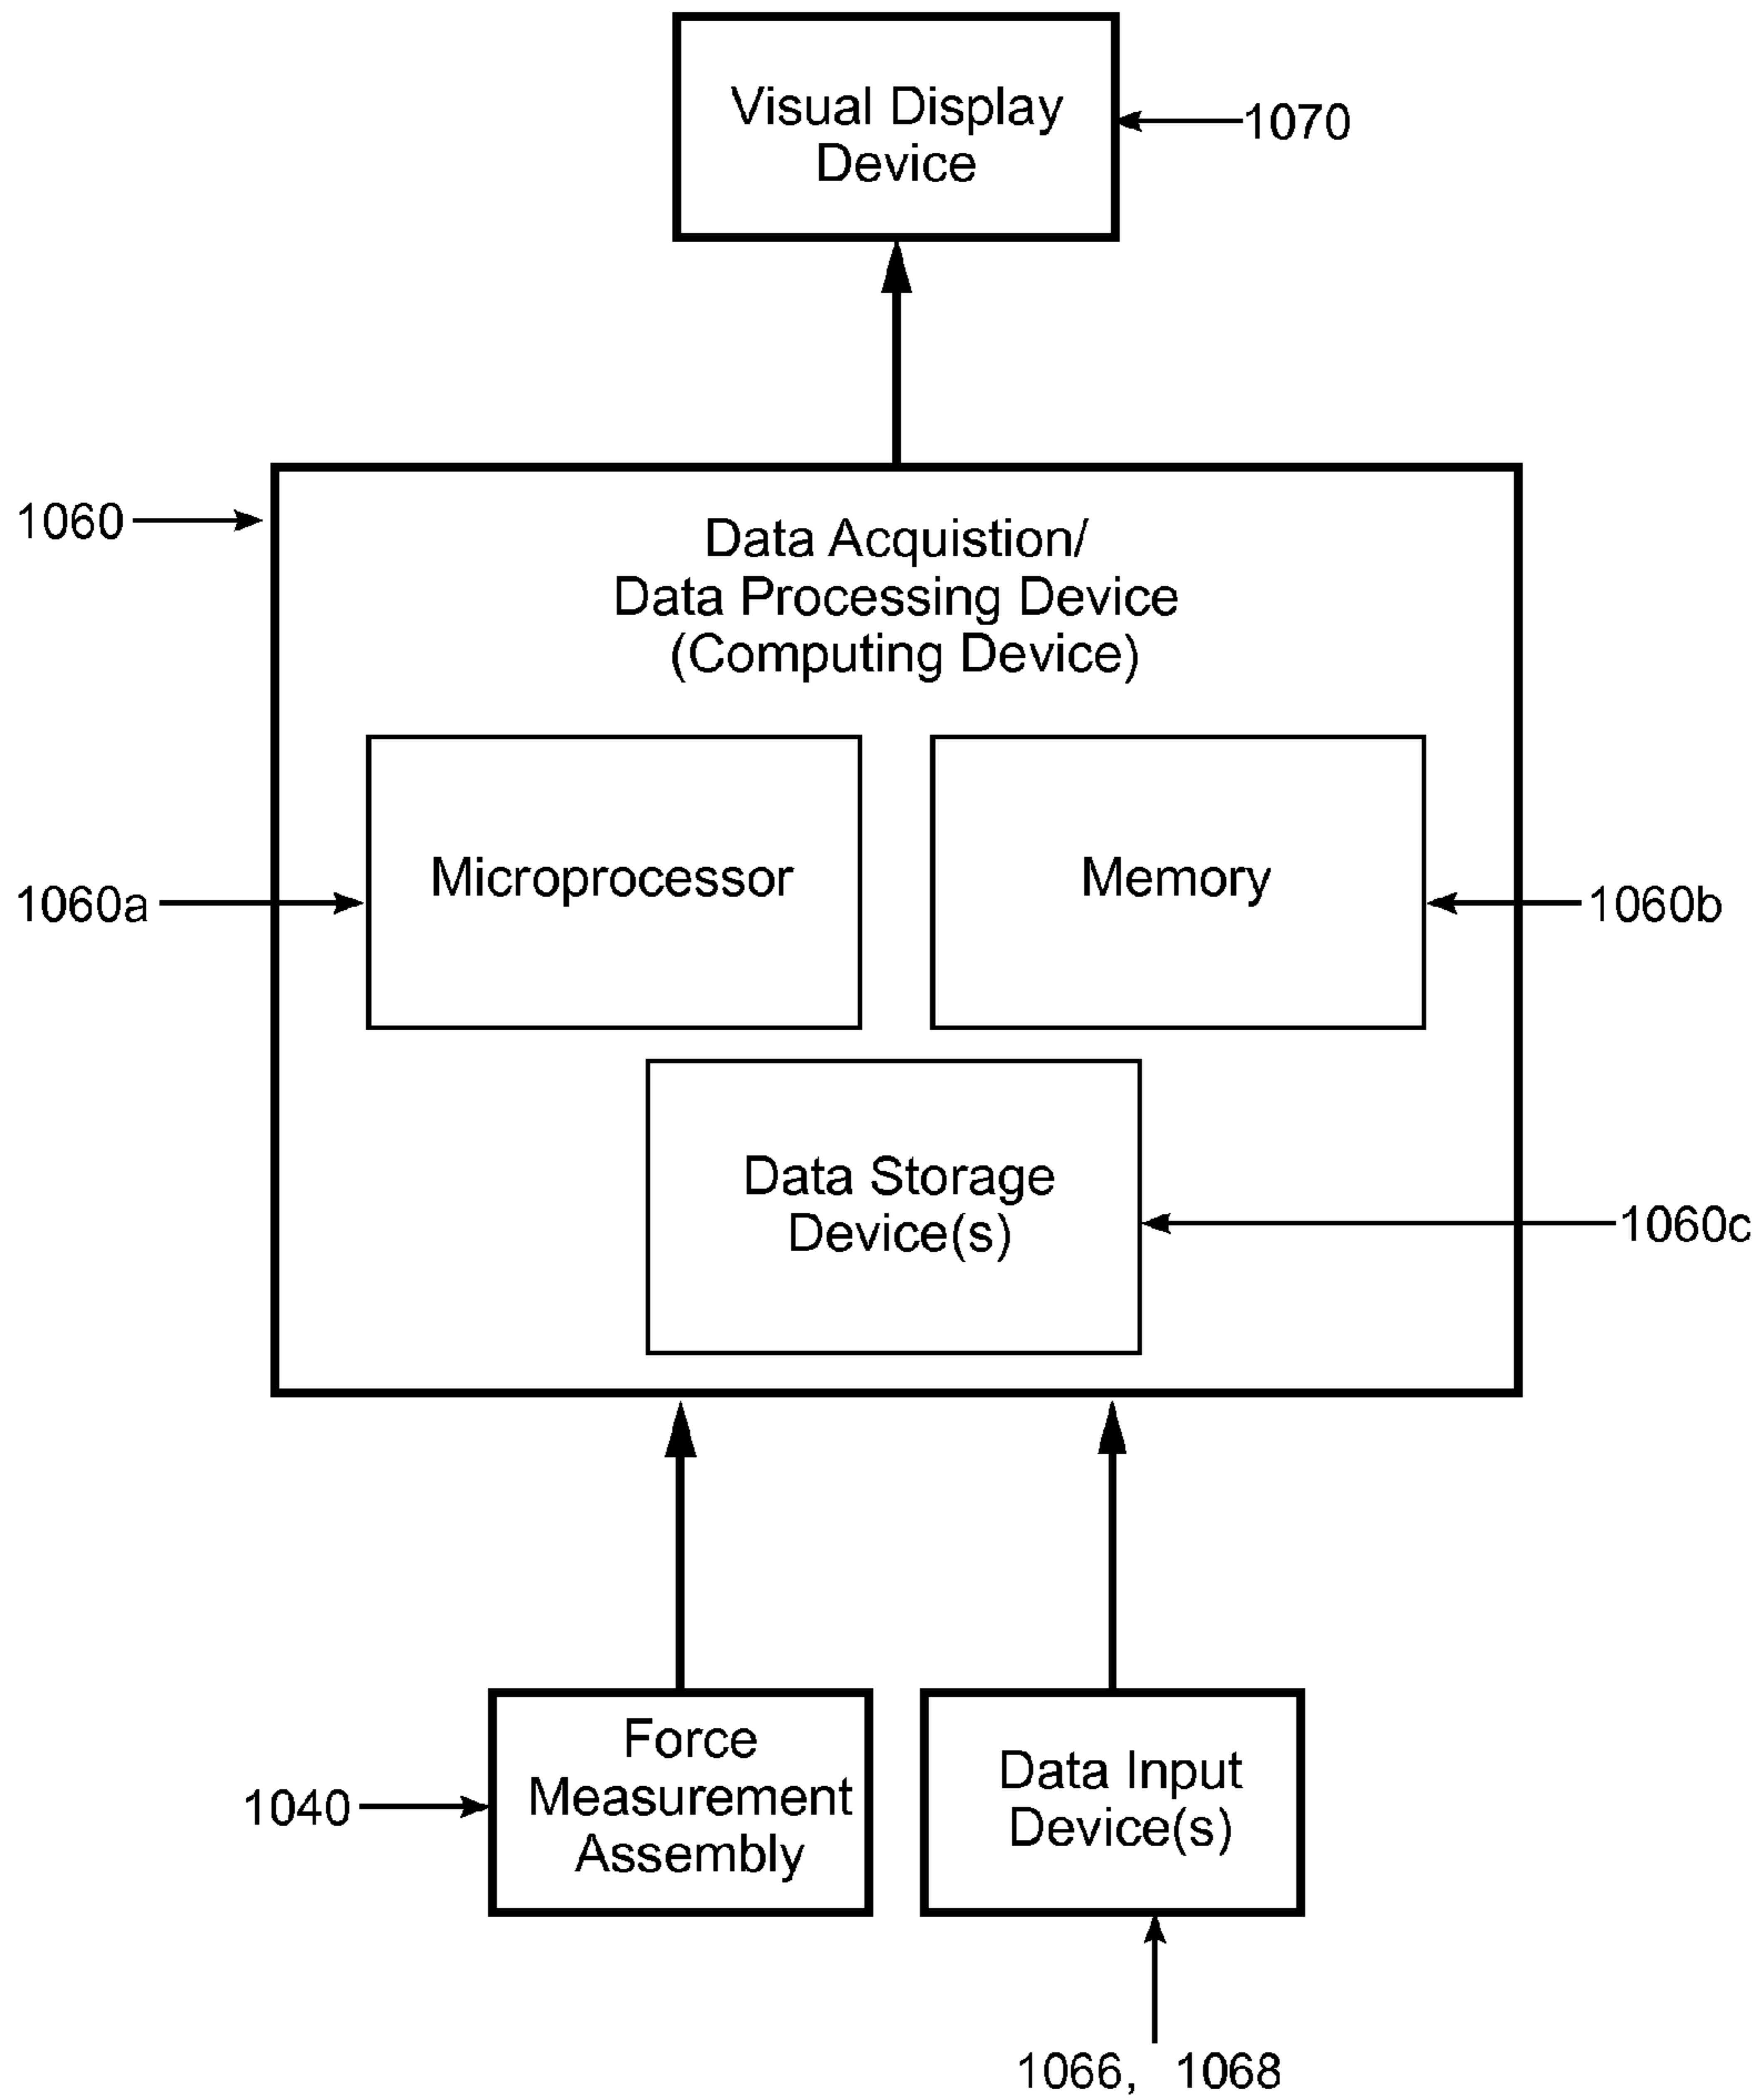 Visual Display
Device
1070
1060
Data Acquistion/
Data Processing Device
(Computing Device)
Microprocessor
Memory
1060a
1060b
Data Storage
Device(s)
1060c
Force
Measurement
Assembly
1040
Data Input
Device(s)
1066, 1068